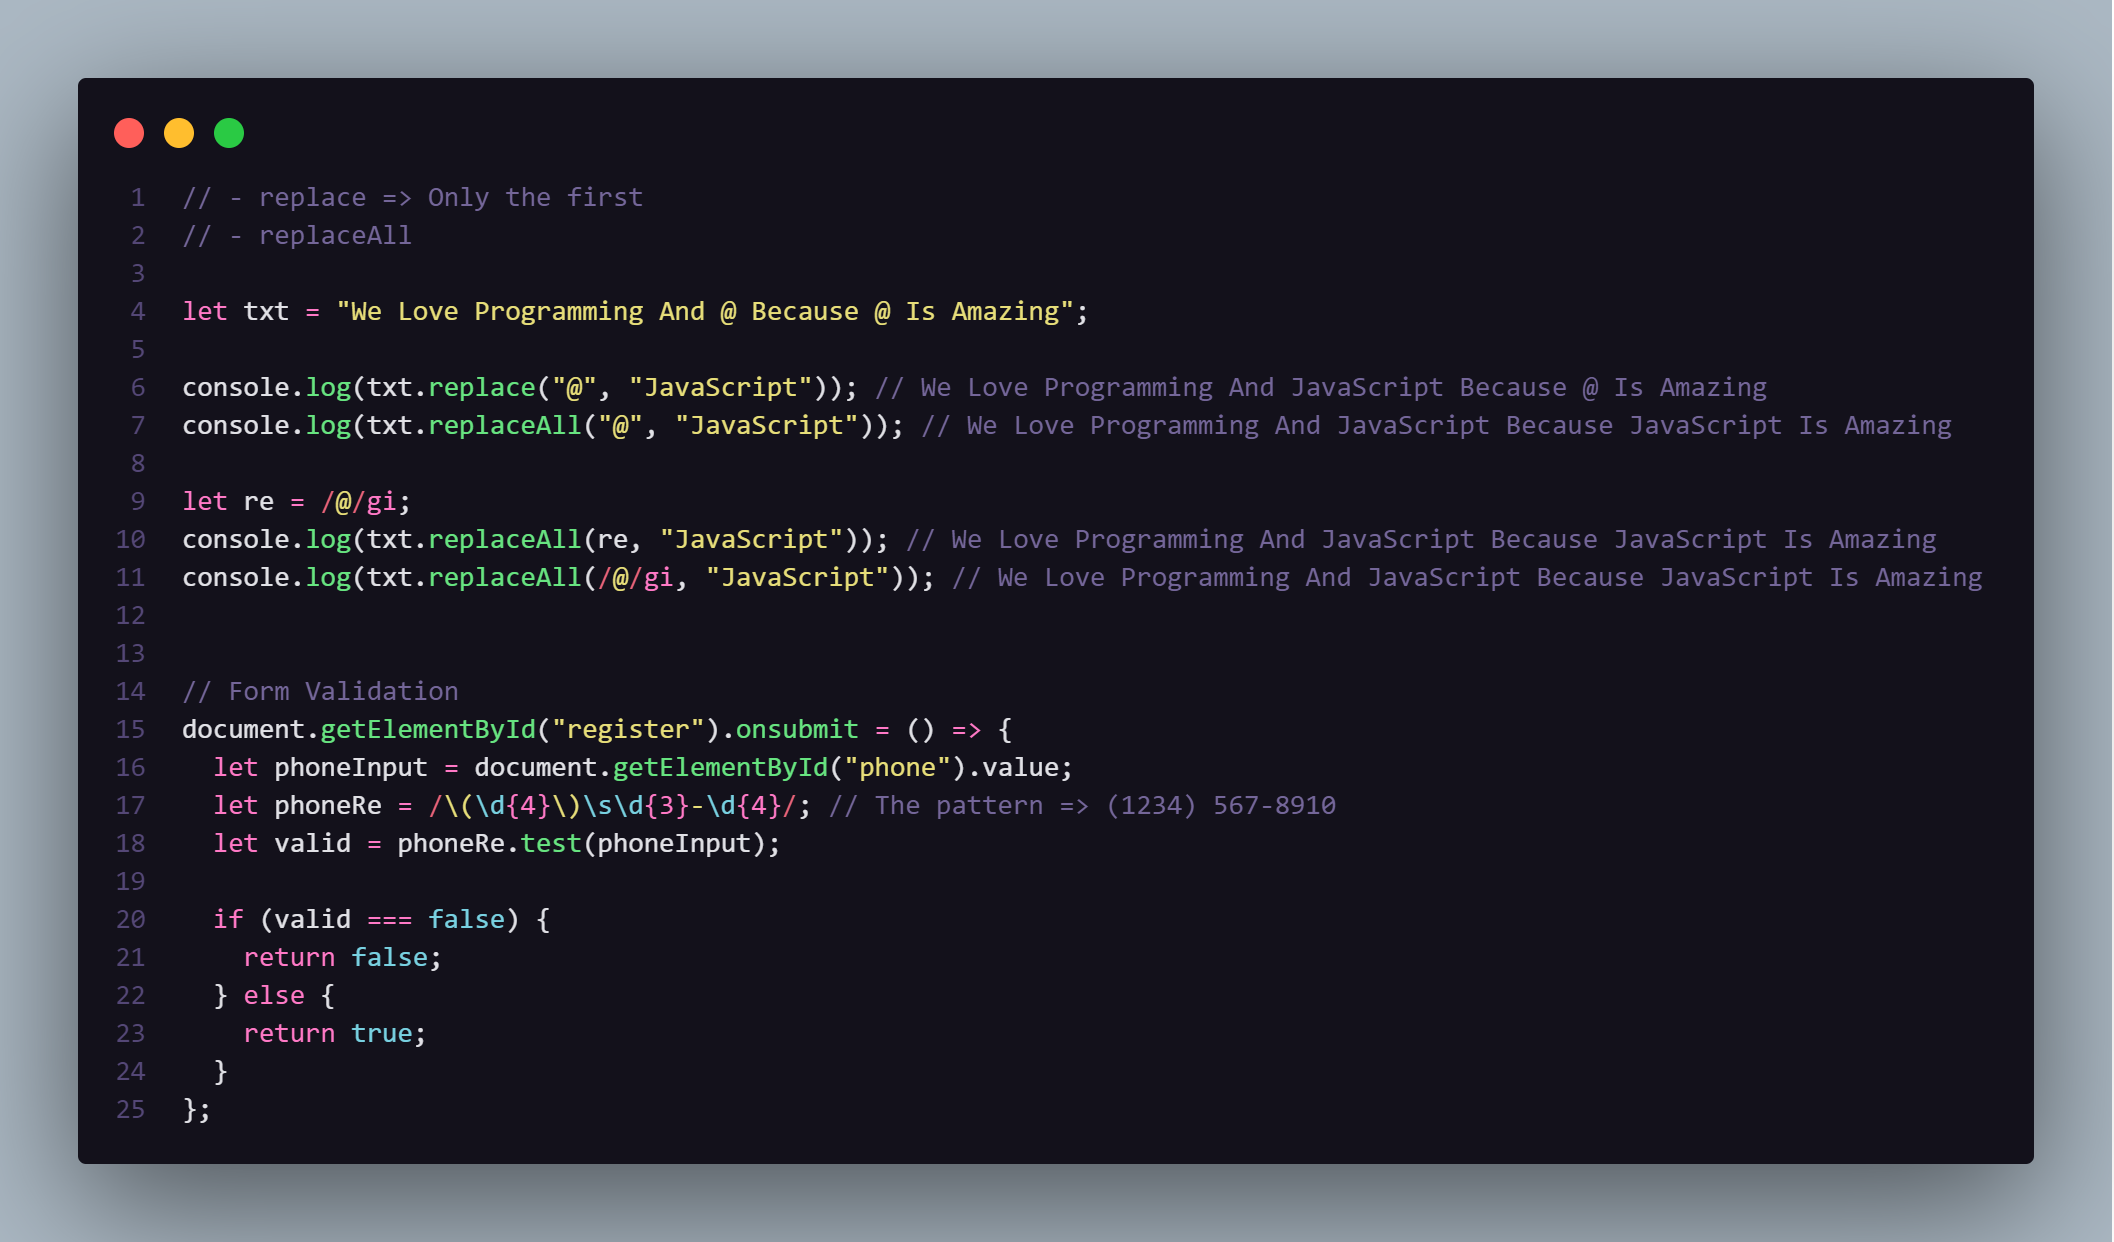 1 // - replace => Only the first
2 // - replaceAll
3
4 let txt = "We Love Programming And @ Because @ Is Amazing";
5
6 console.log(txt.replace("@", "JavaScript")); // We Love Programming And JavaScript Because @ Is Amazing
7 console.log(txt.replaceAll("@", "JavaScript")); // We Love Programming And JavaScript Because JavaScript Is Amazing
8
9 let re = /@/gi;
10 console.log(txt.replaceAll(re, "JavaScript")); // We Love Programming And JavaScript Because JavaScript Is Amazing
11 console.log(txt.replaceAll(/@/gi, "JavaScript")); // We Love Programming And JavaScript Because JavaScript Is Amazing
12
13
14 // Form Validation
15 document.getElementById("register").onsubmit = () => {
16   let phoneInput = document.getElementById("phone").value;
17   let phoneRe = /\(\d{4}\)\s\d{3}-\d{4}/; // The pattern => (1234) 567-8910
18   let valid = phoneRe.test(phoneInput);
19
20   if (valid === false) {
21     return false;
22   } else {
23     return true;
24   }
25 };